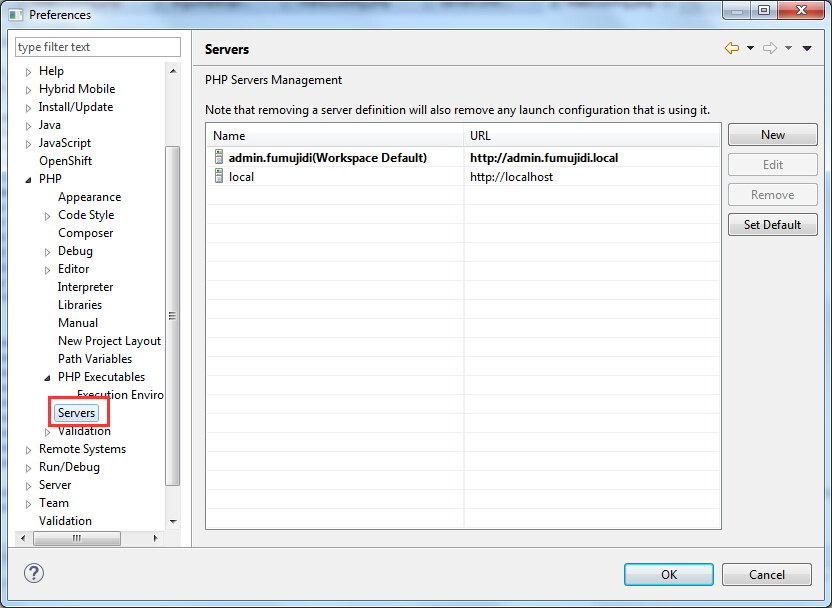 Preferences
type filter text
Help
Hybrid Mobile
Install/Update
Java
JavaScript
OpenShift
PHP
Appearance
Code Style
Composer
Debug
Editor
Interpreter
Libraries
Manual
New Project Layout
Path Variables
PHP Executables
Execution Enviro
Servers
Validation
Remote Systems
Run/Debug
Server
Team
Validation
Servers
PHP Servers Management
Note that removing a server definition will also remove any launch configuration that is using it.
Name URL
admin.fumujidi(Workspace Default) http://admin.fumujidi.local
local http://localhost
New
Edit
Remove
Set Default
?
OK Cancel